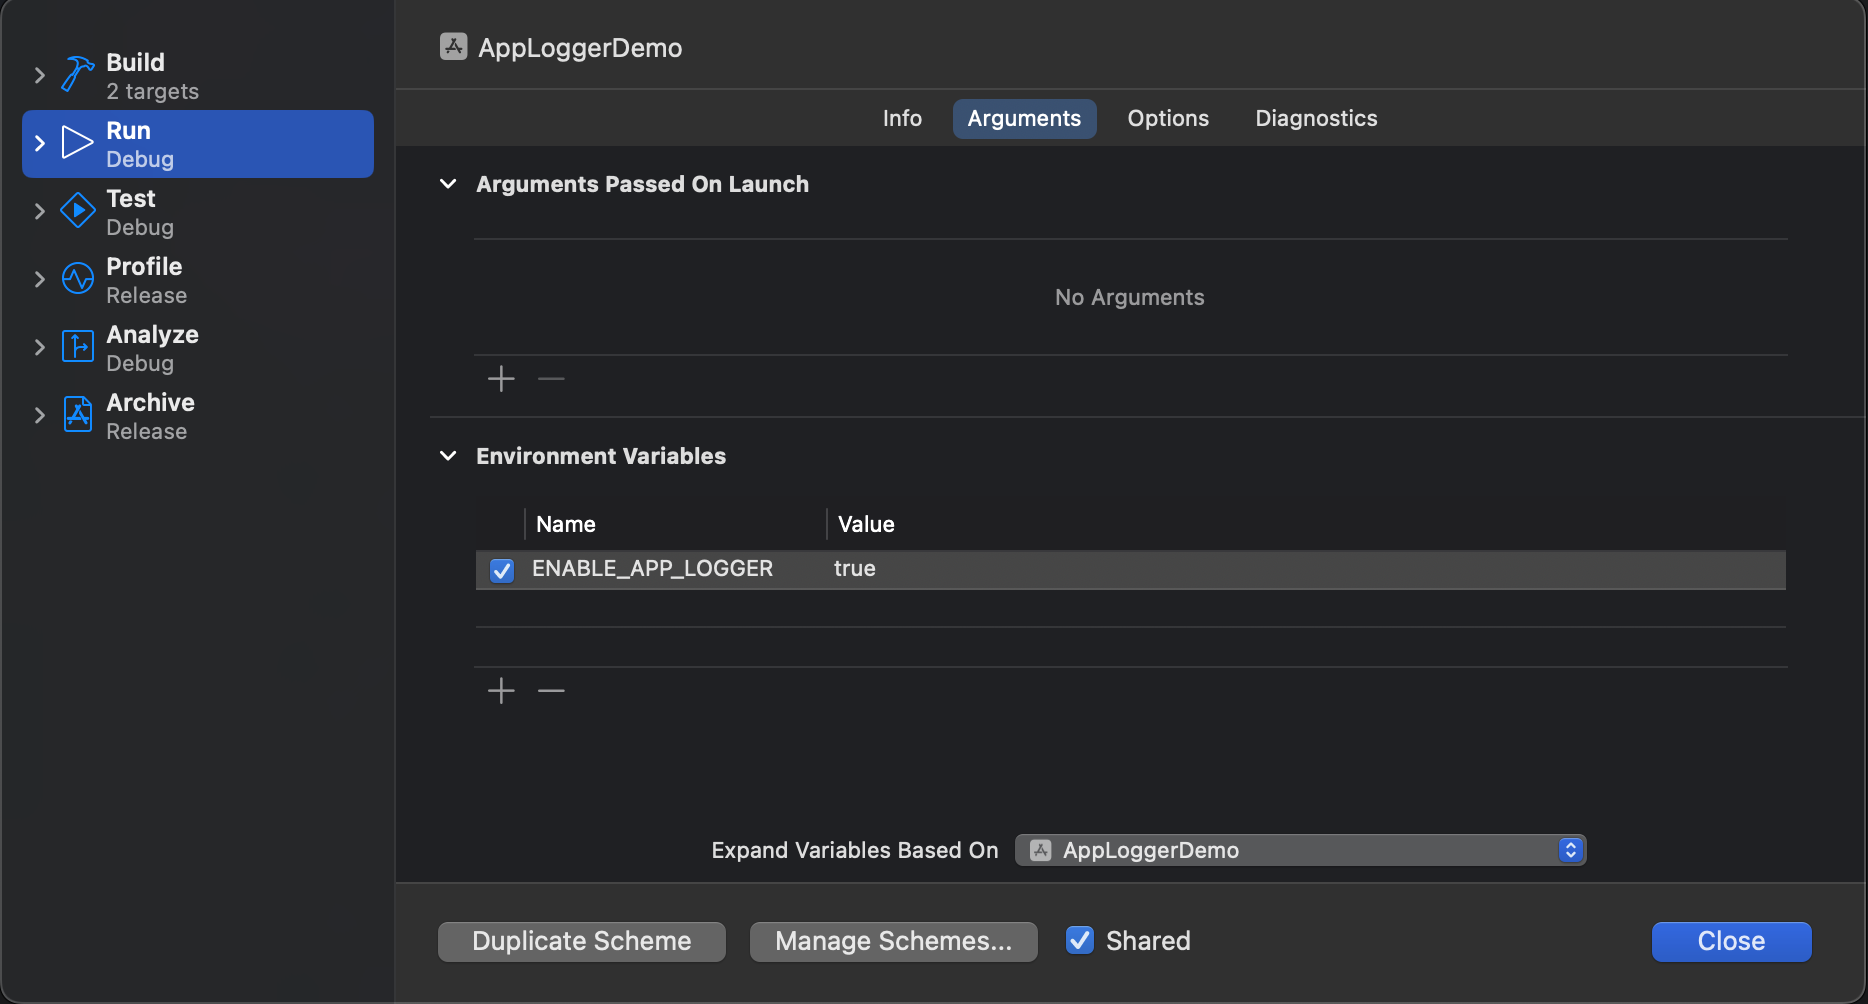 Build
2 targets
Run
Debug
Test
Debug
Profile
Release
Analyze
Debug
Archive
Release
AppLoggerDemo
Info Arguments Options Diagnostics
Arguments Passed On Launch
No Arguments
Environment Variables
Name Value
ENABLE_APP_LOGGER true
Expand Variables Based On AppLoggerDemo
Duplicate Scheme Manage Schemes... Shared Close